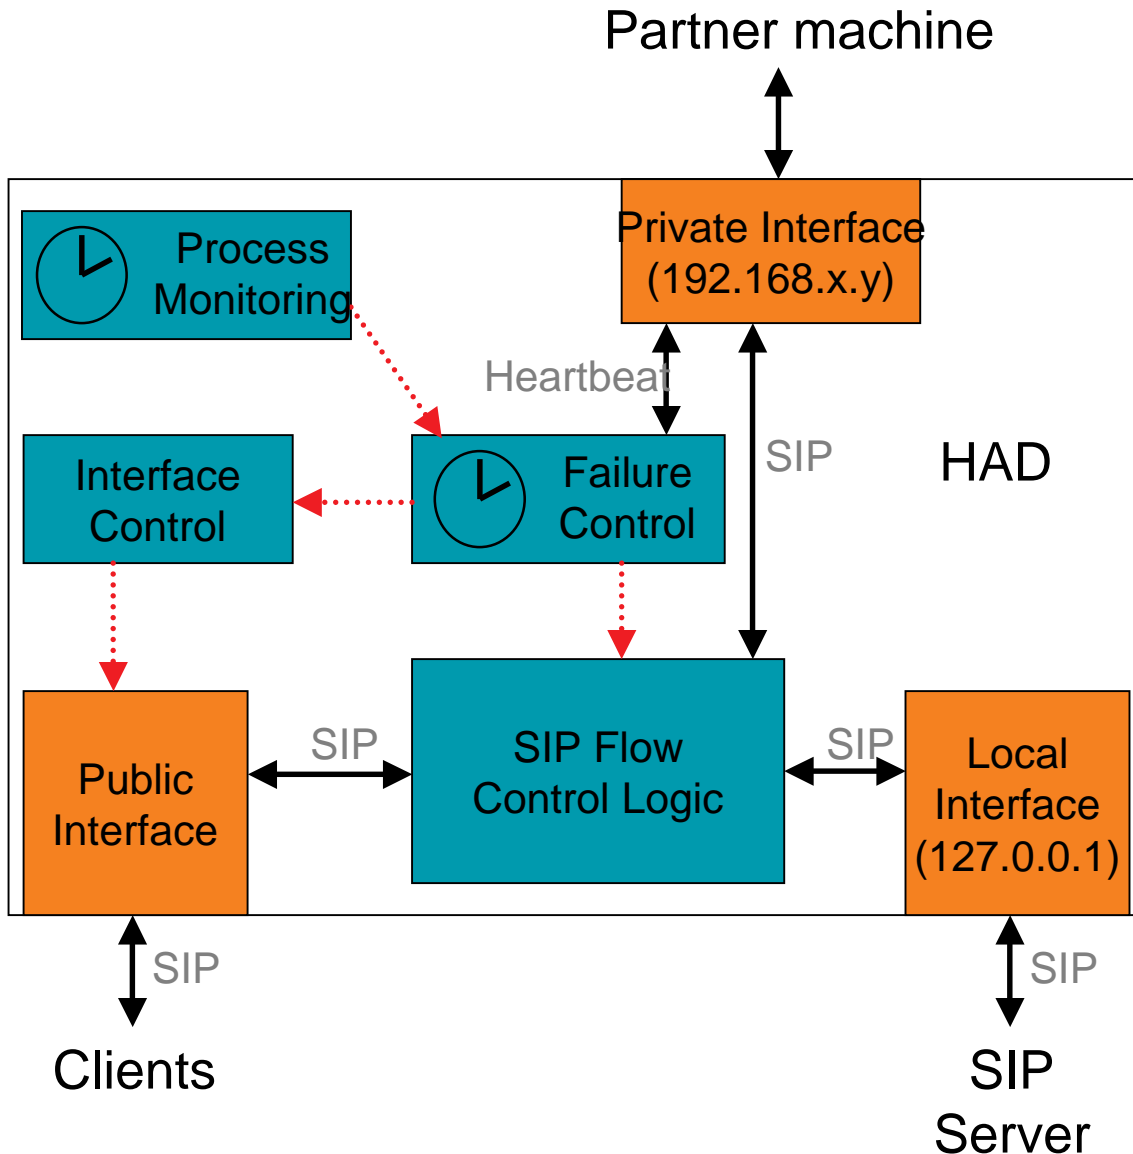 Partner machine
Private Interface
(192.168.x.y)
Process
Monitoring
Heartbeat
SIP
HAD
Interface
Control
Failure
Control
SIP
SIP Flow
Control Logic
SIP
Public
Interface
Local
Interface
(127.0.0.1)
SIP
SIP
Clients
SIP
Server